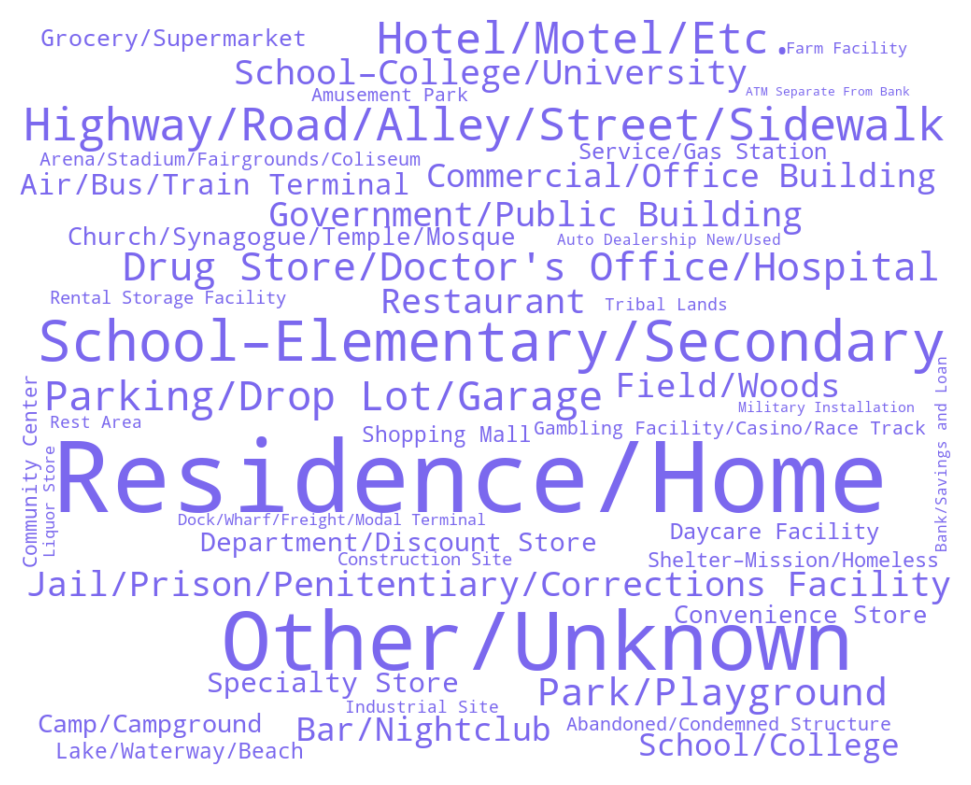 Grocery/Supermarket
Hotel/Motel/Etc.
Farm Facility
School-College/University
Amusement Park
ATM Separate From Bank
Highway/Road/Alley/Street/Sidewalk
Arena/Stadium/Fairgrounds/Coliseum
Service/Gas Station
Air/Bus/Train Terminal
Commercial/Office Building
Government/Public Building
Church/Synagogue/Temple/Mosque
Auto Dealership New/Used
Drug Store/Doctor's Office/Hospital
Rental Storage Facility
Restaurant
Tribal Lands
School-Elementary/Secondary
Parking/Drop Lot/Garage
Field/Woods
Military Installation
Bank/Savings and Loan
Community Center
Rest Area
Shopping Mall
Gambling Facility/Casino/Race Track
Liquor Store
Residence/Home
Dock/Wharf/Freight/Modal Terminal
Daycare Facility
Department/Discount Store
Construction Site
Shelter-Mission/Homeless
Jail/Prison/Penitentiary/Corrections Facility
Convenience Store
Other/Unknown
Specialty Store
Park/Playground
Industrial Site
Camp/Campground
Bar/Nightclub
Abandoned/Condemned Structure
Lake/Waterway/Beach
School/College